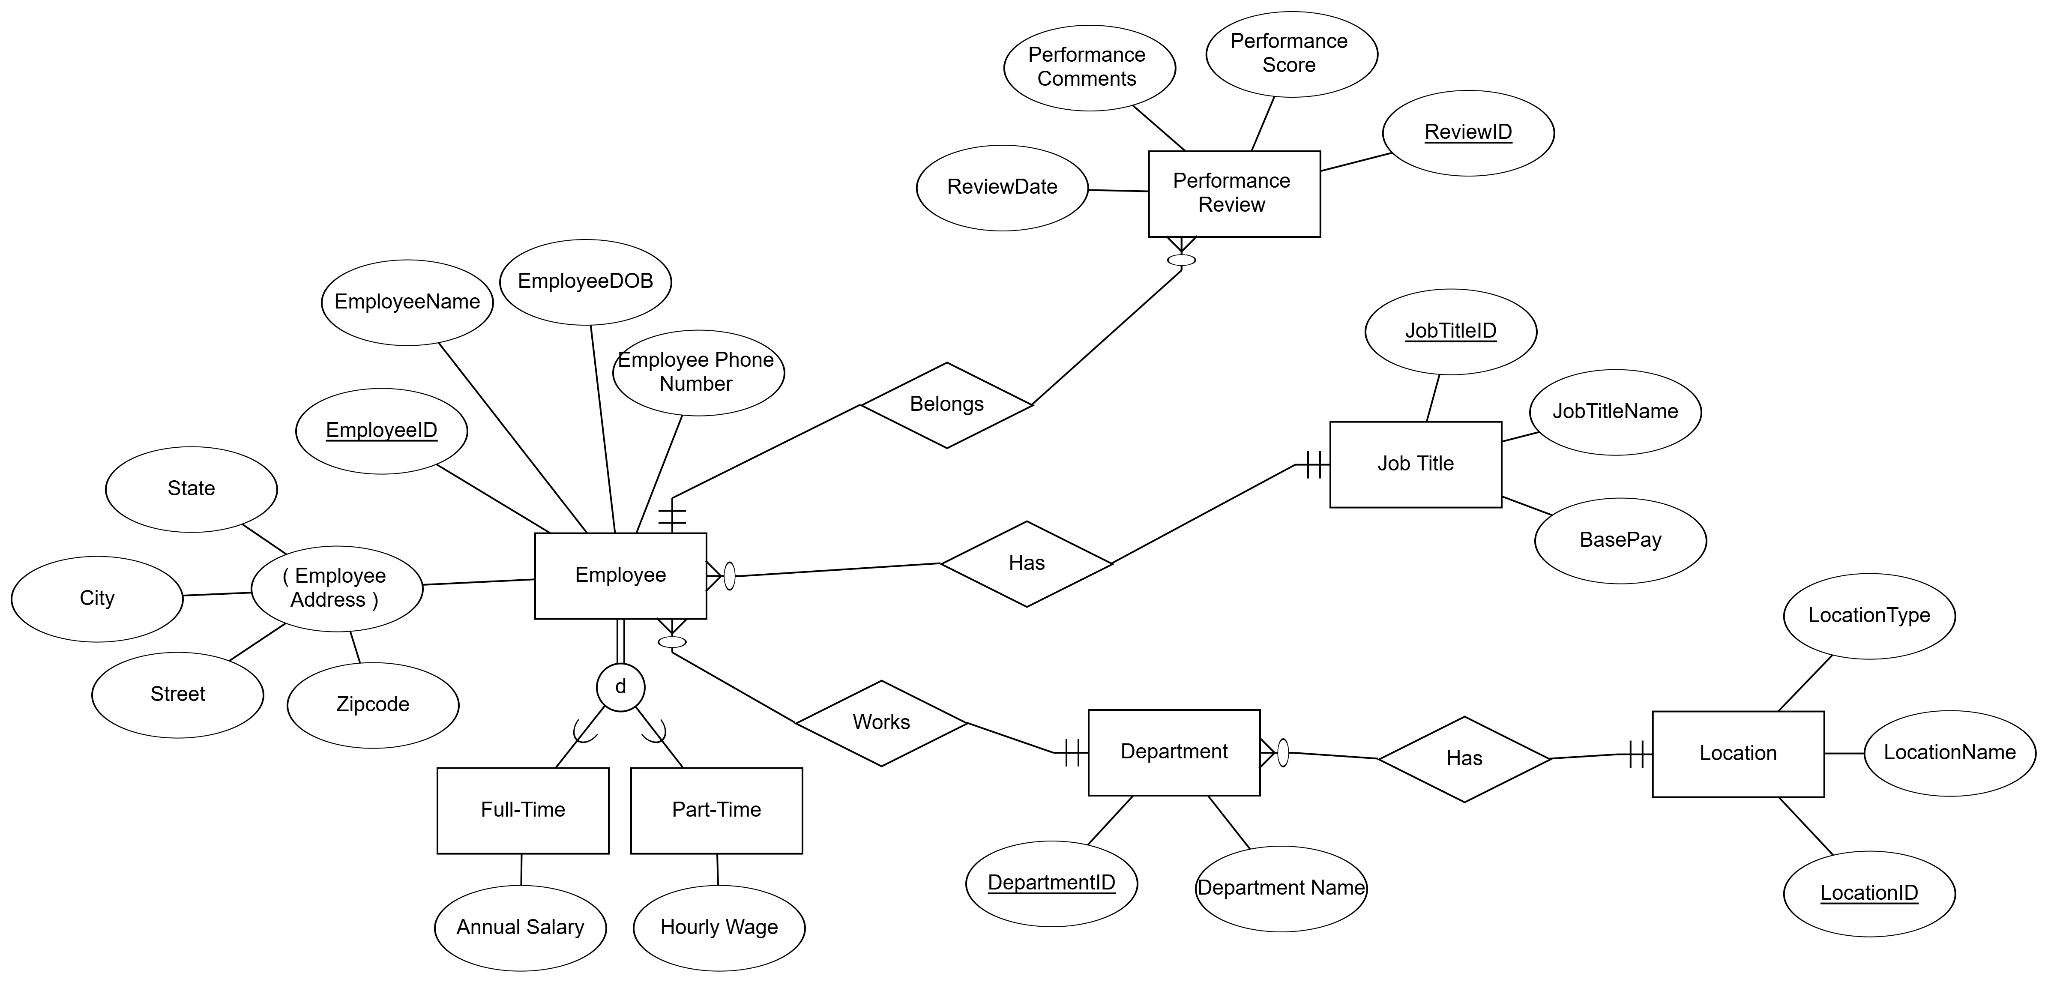 Performance
Comments
Performance
Score
ReviewID
ReviewDate
Performance
Review
EmployeeName
EmployeeDOB
Employee Phone
Number
EmployeeID
Belongs
JobTitleID
JobTitleName
Job Title
BasePay
State
City
( Employee
Address )
Street
Zipcode
Employee
Has
d
Works
Full-Time
Part-Time
Annual Salary
Hourly Wage
Department
DepartmentID
Department Name
Has
Location
LocationType
LocationName
LocationID